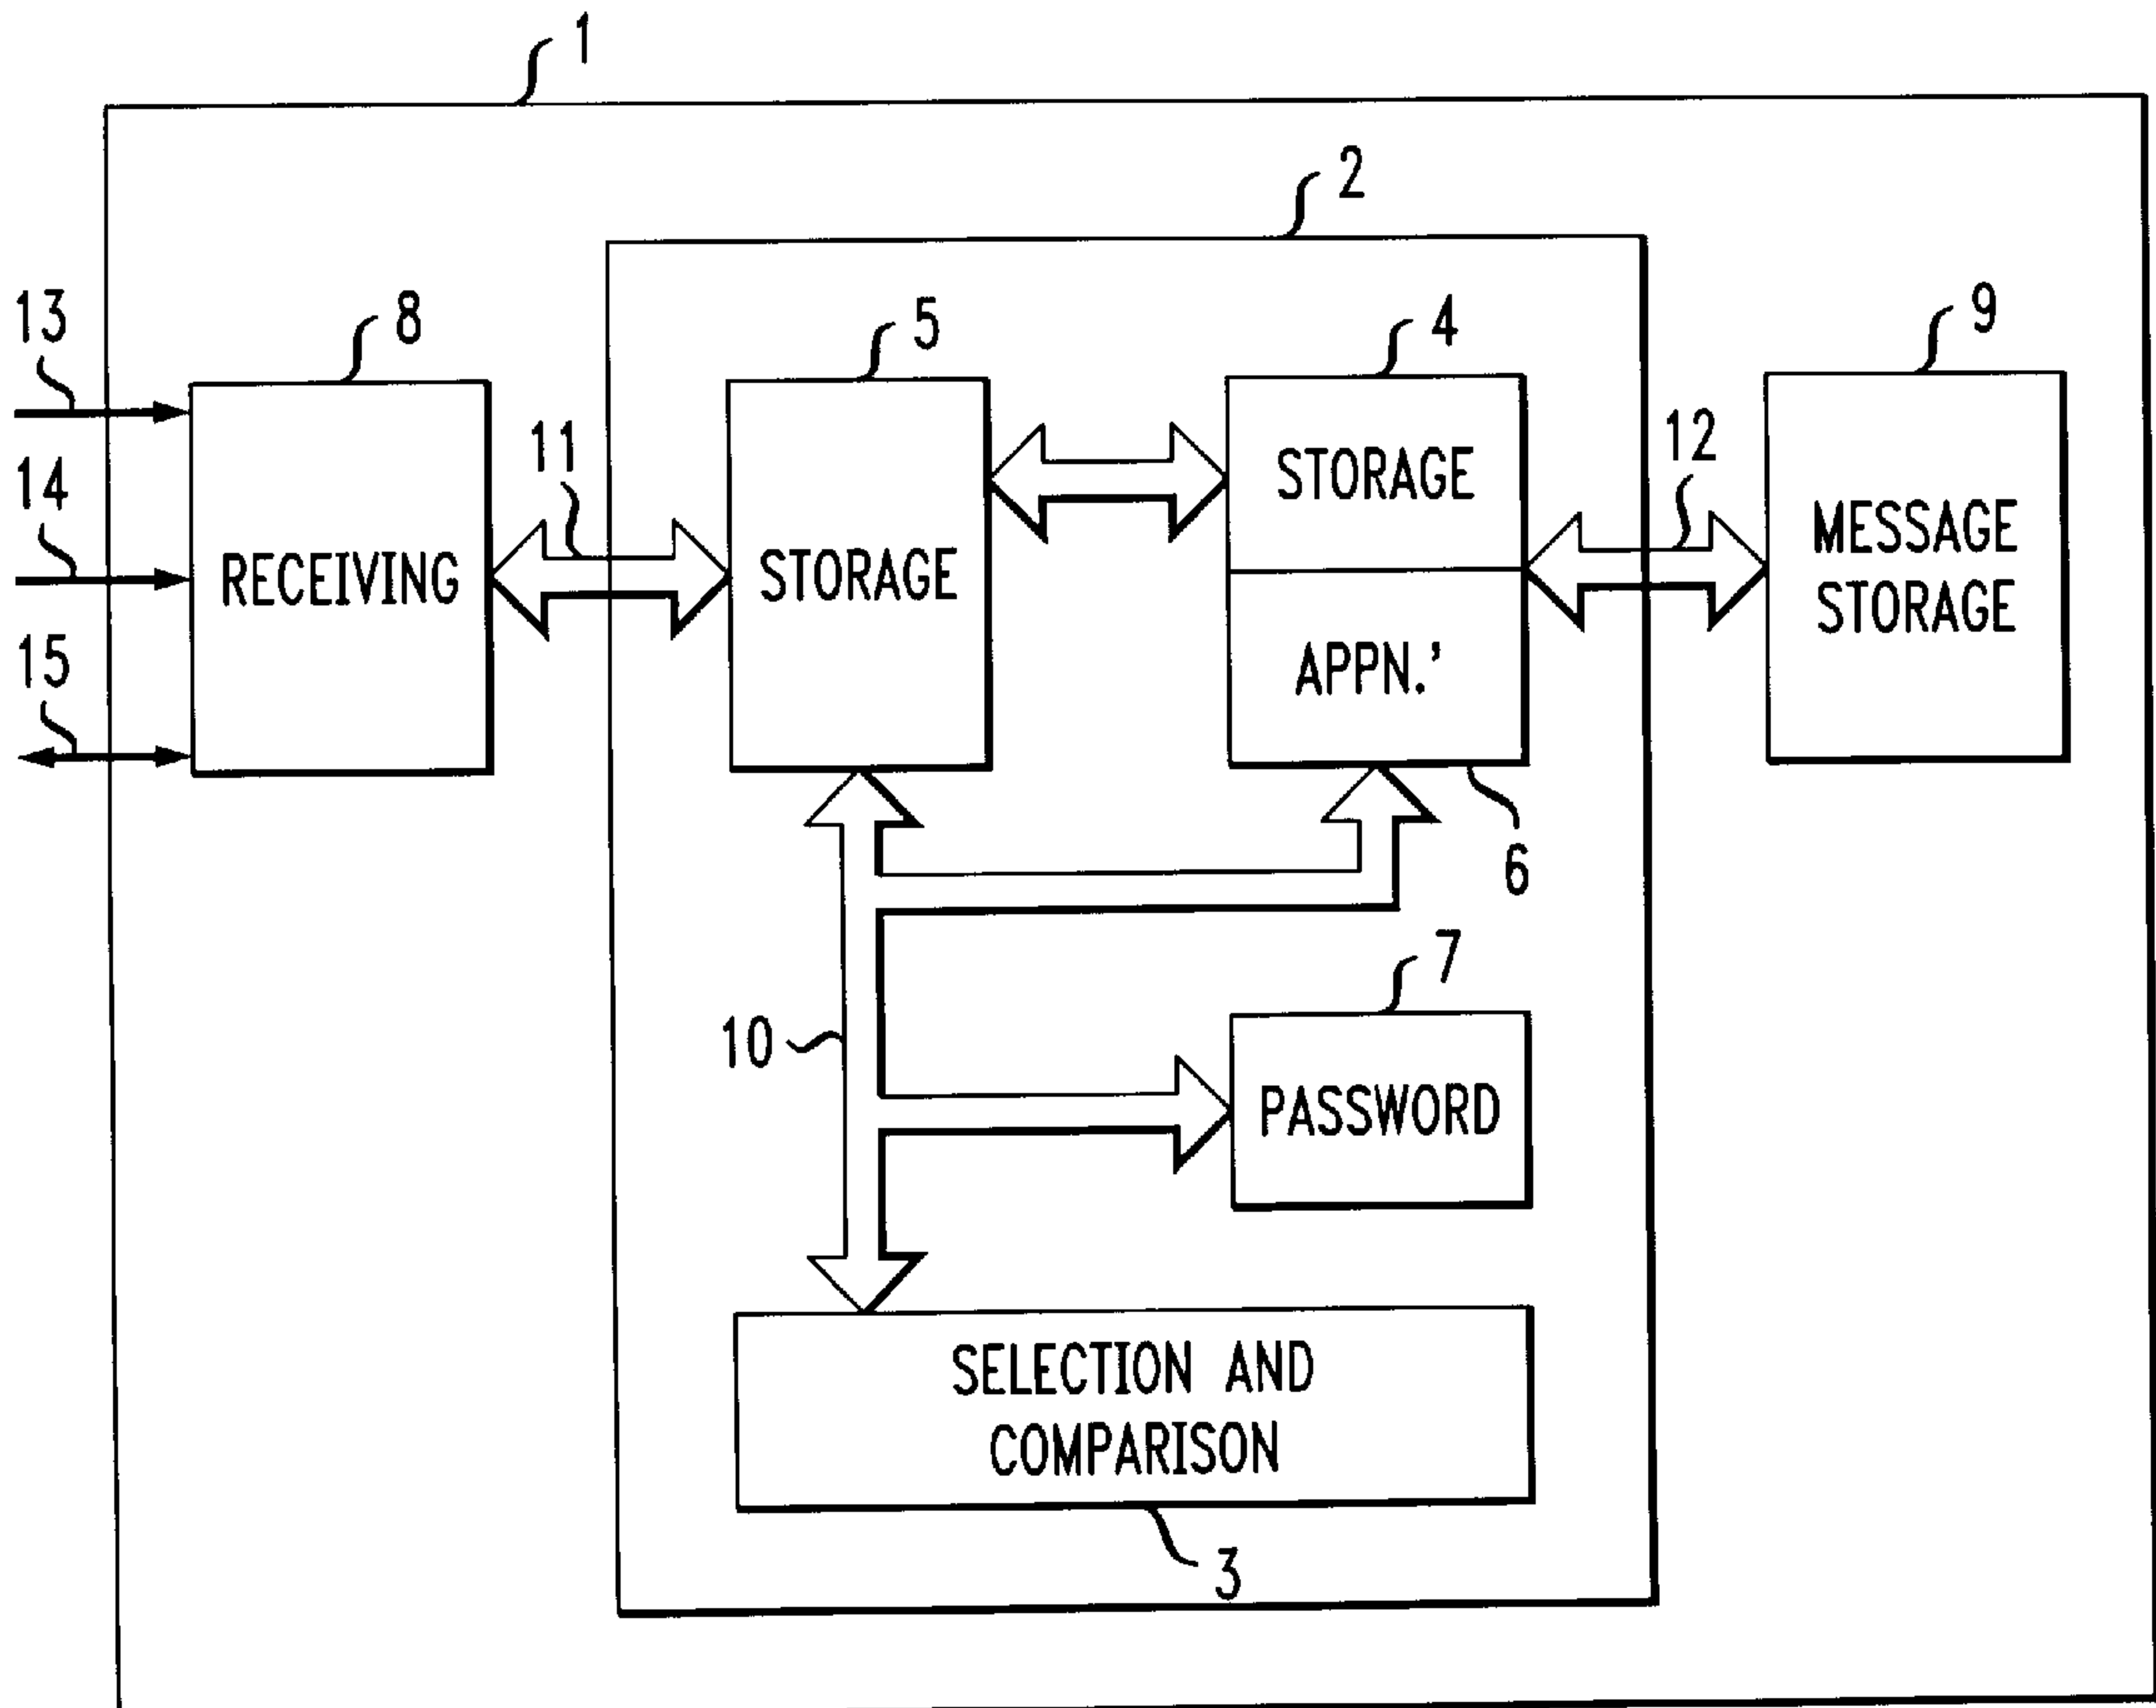 1
2
13
8
5
4
9
14
11
12
RECEIVING
STORAGE
STORAGE
APPN.'
MESSAGE
STORAGE
15
6
7
10
PASSWORD
SELECTION AND
COMPARISON
3